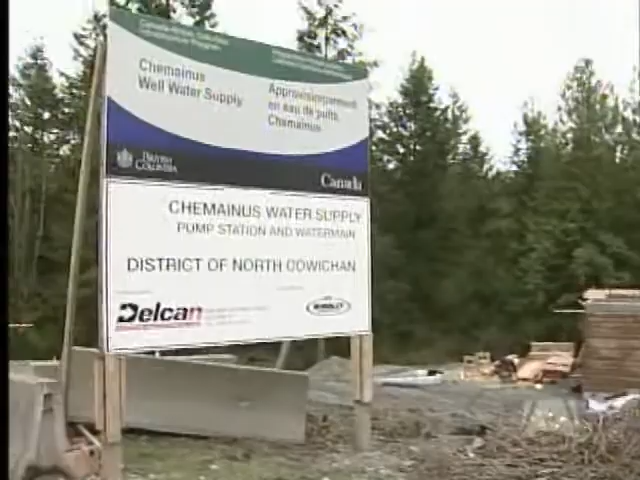 Chemainus
Well Water Supply
Approvisionnement
en eau de puits
Chemainus
BRITISH
COLUMBIA
Canada
CHEMAINUS WATER SUPPLY
PUMP STATION AND WATERMAIN
DISTRICT OF NORTH COWICHAN
Delcan